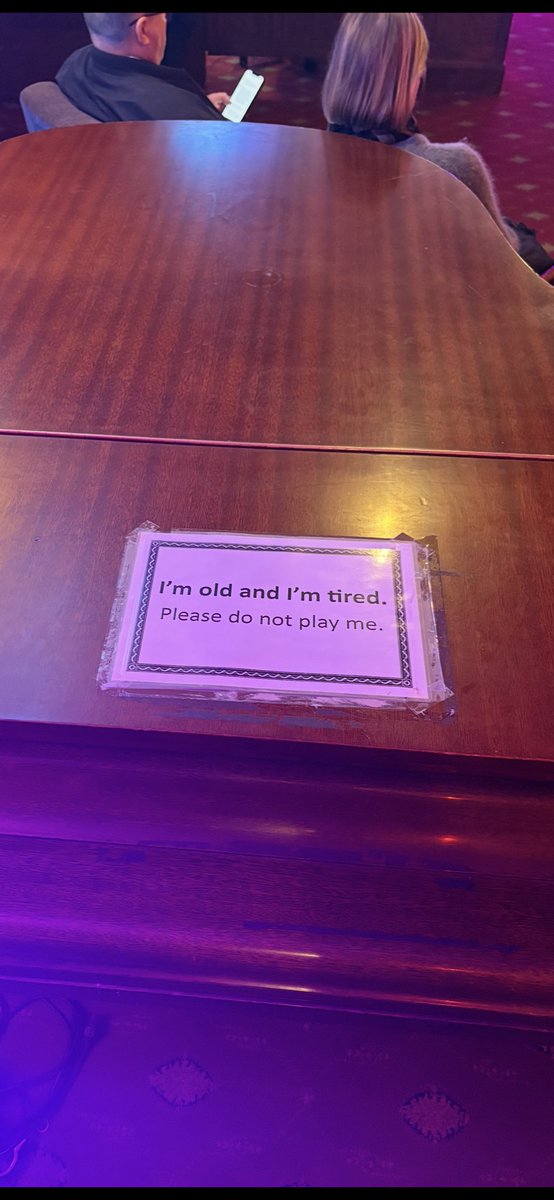 I'm old and I'm tired.
Please do not play me.